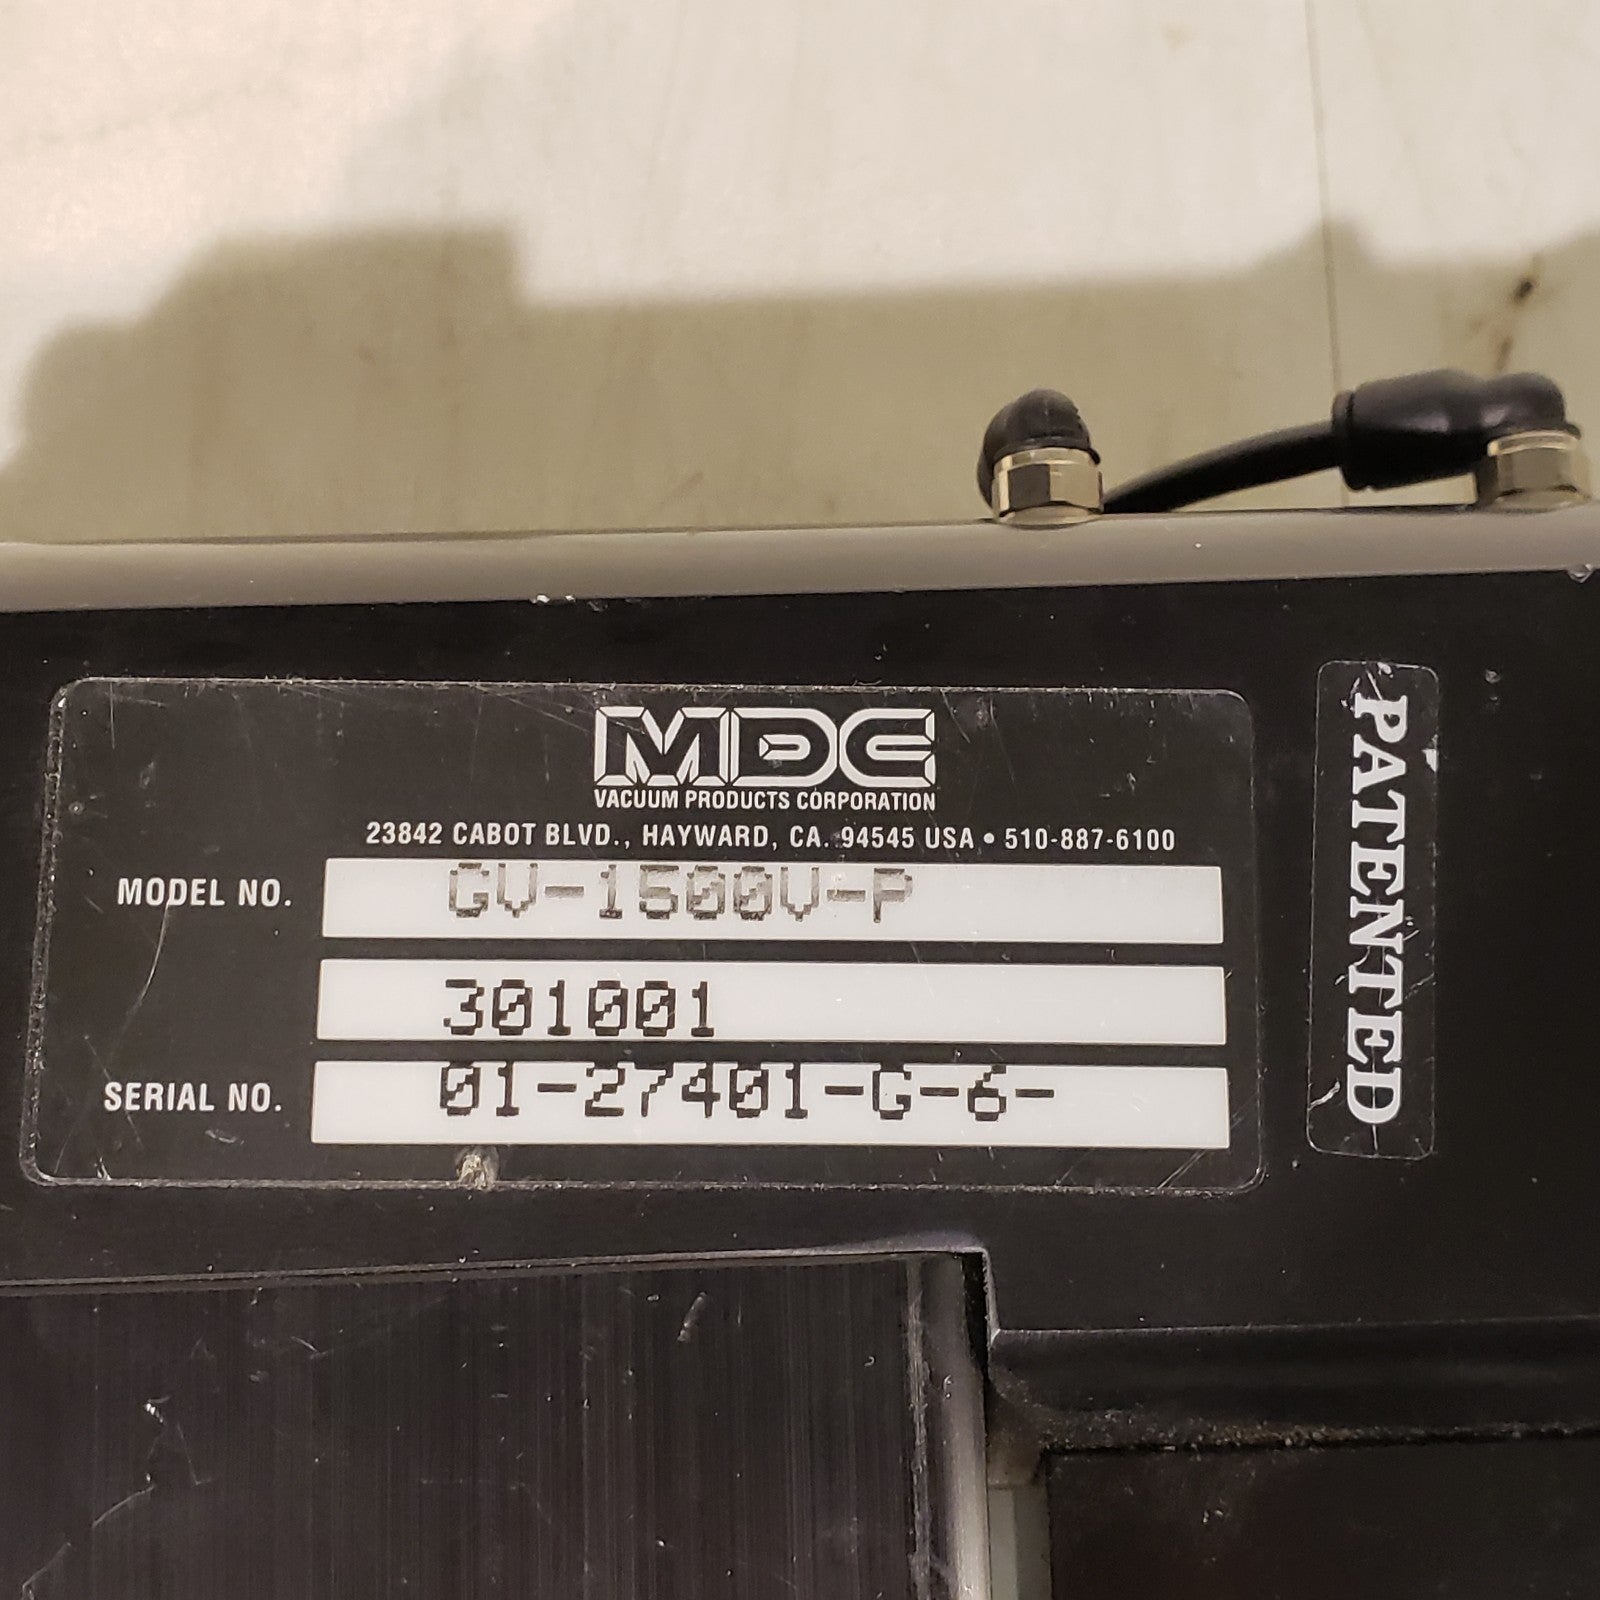 MDC
VACUUM PRODUCTS CORPORATION
23842 CABOT BLVD., HAYWARD, CA. 94545 USA • 510-887-6100
MODEL NO. GV-1500V-P
301001
SERIAL NO. 01-27401-G-6-
PATENTED